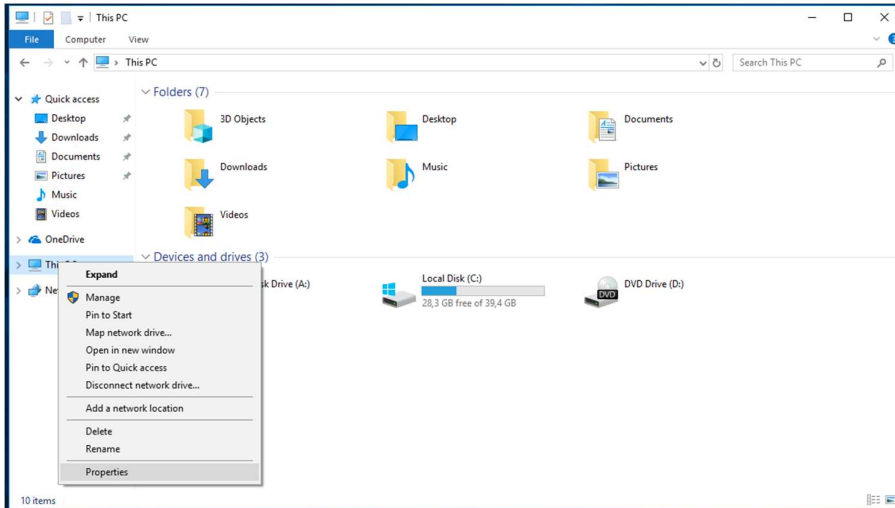 This PC
File Computer View
This PC
Search This PC
Quick access
Desktop
Downloads
Documents
Pictures
Music
Videos
OneDrive
Folders (7)
3D Objects
Desktop
Documents
Downloads
Music
Pictures
Videos
Devices and drives (3)
k Drive (A:)
Local Disk (C:)
28,3 GB free of 39,4 GB
DVD Drive (D:)
DVD
Expand
Manage
Pin to Start
Map network drive...
Open in new window
Pin to Quick access
Disconnect network drive...
Add a network location
Delete
Rename
Properties
10 items